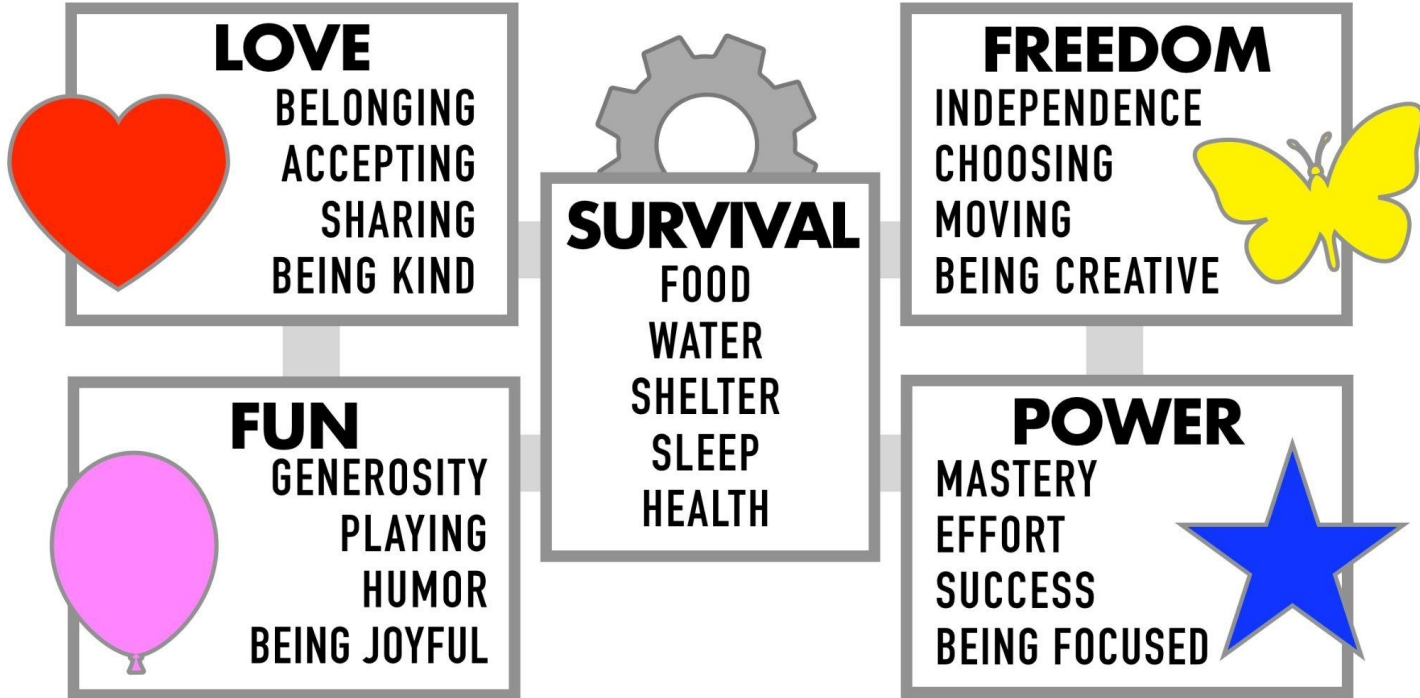 LOVE
BELONGING
ACCEPTING
SHARING
BEING KIND
FUN
GENEROSITY
PLAYING
HUMOR
BEING JOYFUL
SURVIVAL
FOOD
WATER
SHELTER
SLEEP
HEALTH
FREEDOM
INDEPENDENCE
CHOOSING
MOVING
BEING CREATIVE
POWER
MASTERY
EFFORT
SUCCESS
BEING FOCUSED